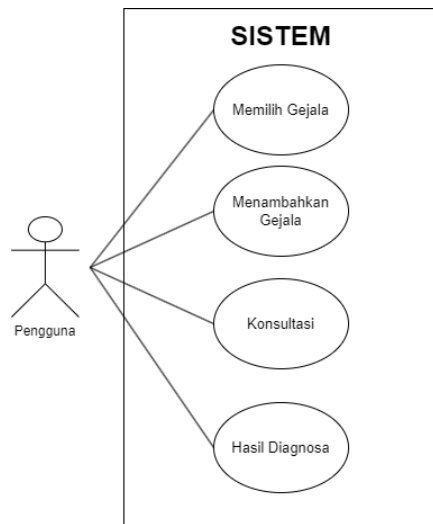 SISTEM
Memilih Gejala
Menambahkan
Gejala
Pengguna
Konsultasi
Hasil Diagnosa